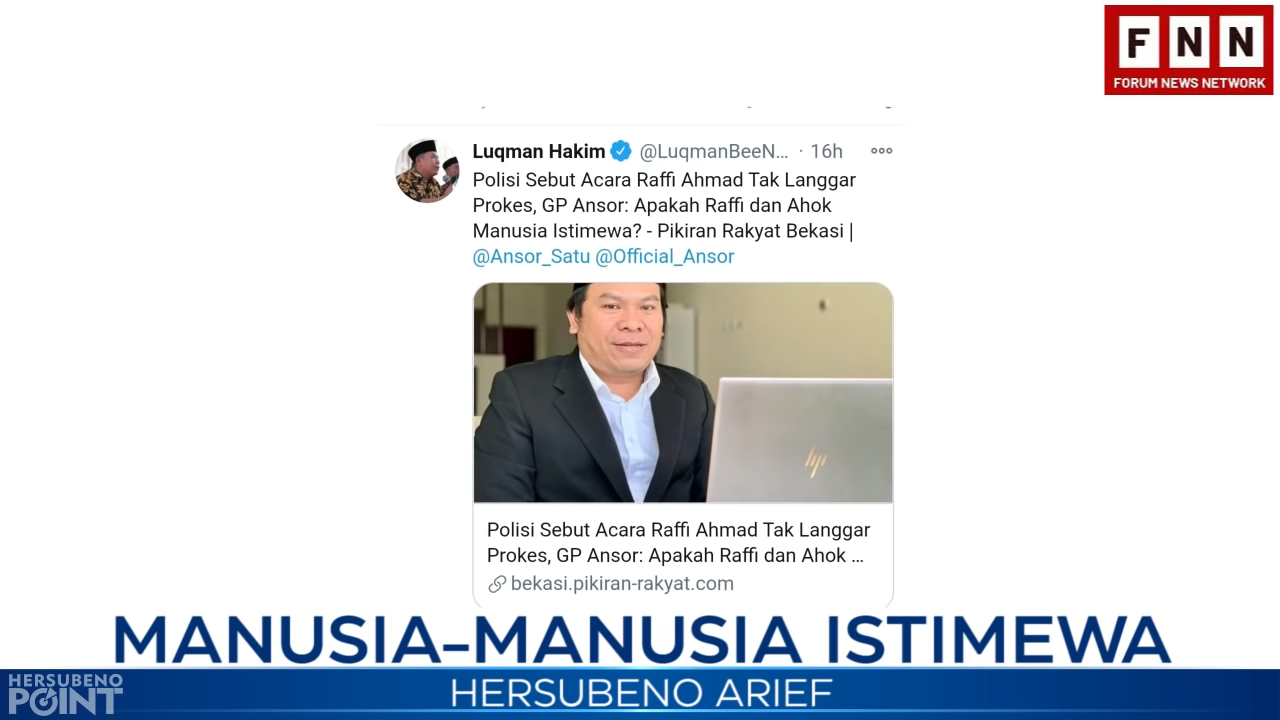 F N N
FORUM NEWS NETWORK
Luqman Hakim @LuqmanBeeN... · 16h
Polisi Sebut Acara Raffi Ahmad Tak Langgar
Prokes, GP Ansor: Apakah Raffi dan Ahok
Manusia Istimewa? - Pikiran Rakyat Bekasi |
@Ansor_Satu @Official_Ansor
hp
Polisi Sebut Acara Raffi Ahmad Tak Langgar
Prokes, GP Ansor: Apakah Raffi dan Ahok ...
bekasi.pikiran-rakyat.com
MANUSIA-MANUSIA ISTIMEWA
HERSUBENO ARIEF
HERSUBENO
POINT